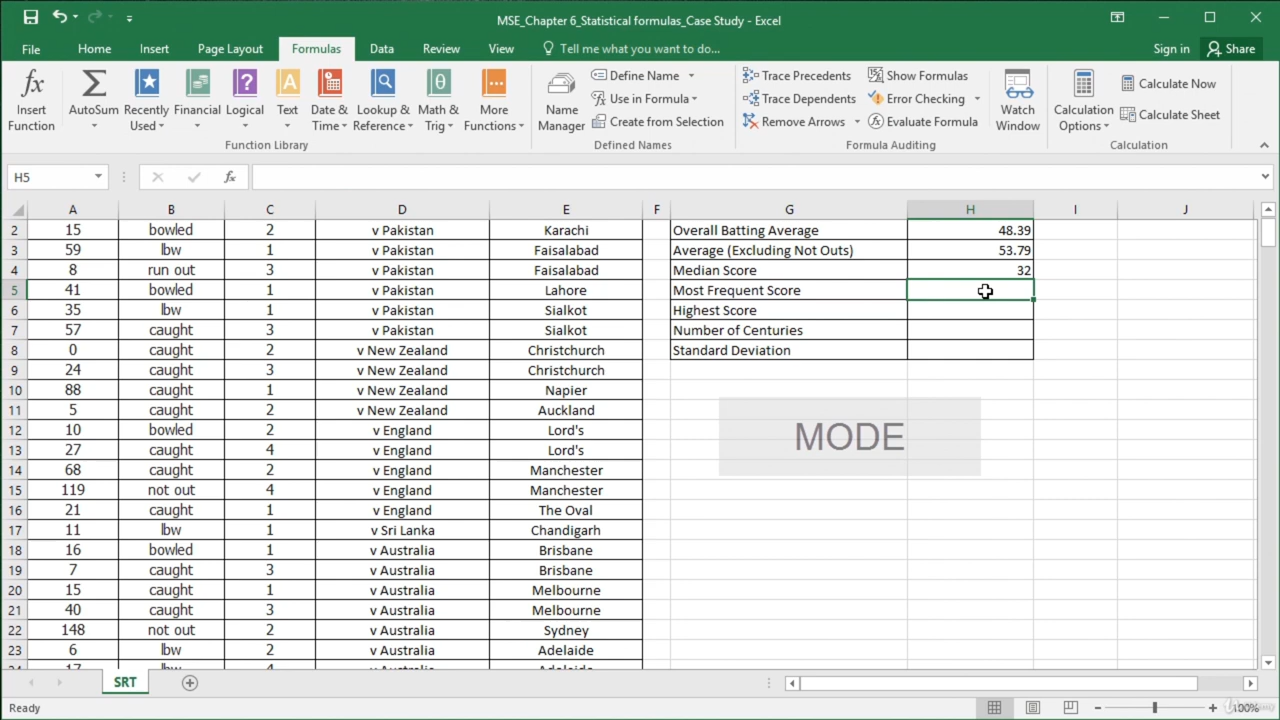 MSE_Chapter 6_Statistical formulas_Case Study - Excel
File Home Insert Page Layout Formulas Data Review View Tell me what you want to do... Sign in Share
Insert Function
AutoSum
Recently Used
Financial
Logical
Text
Date & Time
Lookup & Reference
Math & Trig
More Functions
Function Library
Name Manager
Define Name
Use in Formula
Create from Selection
Defined Names
Trace Precedents
Trace Dependents
Remove Arrows
Show Formulas
Error Checking
Evaluate Formula
Formula Auditing
Watch Window
Calculation Options
Calculate Now
Calculate Sheet
Calculation
H5 fx
A B C D E F G H I J
2 15 bowled 2 v Pakistan Karachi Overall Batting Average 48.39
3 59 lbw 1 v Pakistan Faisalabad Average (Excluding Not Outs) 53.79
4 8 run out 3 v Pakistan Faisalabad Median Score 32
5 41 bowled 1 v Pakistan Lahore Most Frequent Score
6 35 lbw 1 v Pakistan Sialkot Highest Score
7 57 caught 3 v Pakistan Sialkot Number of Centuries
8 0 caught 2 v New Zealand Christchurch Standard Deviation
9 24 caught 3 v New Zealand Christchurch
10 88 caught 1 v New Zealand Napier
11 5 caught 2 v New Zealand Auckland
12 10 bowled 2 v England Lord's
MODE
13 27 caught 4 v England Lord's
14 68 caught 2 v England Manchester
15 119 not out 4 v England Manchester
16 21 caught 1 v England The Oval
17 11 lbw 1 v Sri Lanka Chandigarh
18 16 bowled 1 v Australia Brisbane
19 7 caught 3 v Australia Brisbane
20 15 caught 1 v Australia Melbourne
21 40 caught 3 v Australia Melbourne
22 148 not out 2 v Australia Sydney
23 6 lbw 2 v Australia Adelaide
24 17 lbw 4 v Australia Adelaide
SRT
Ready
100%